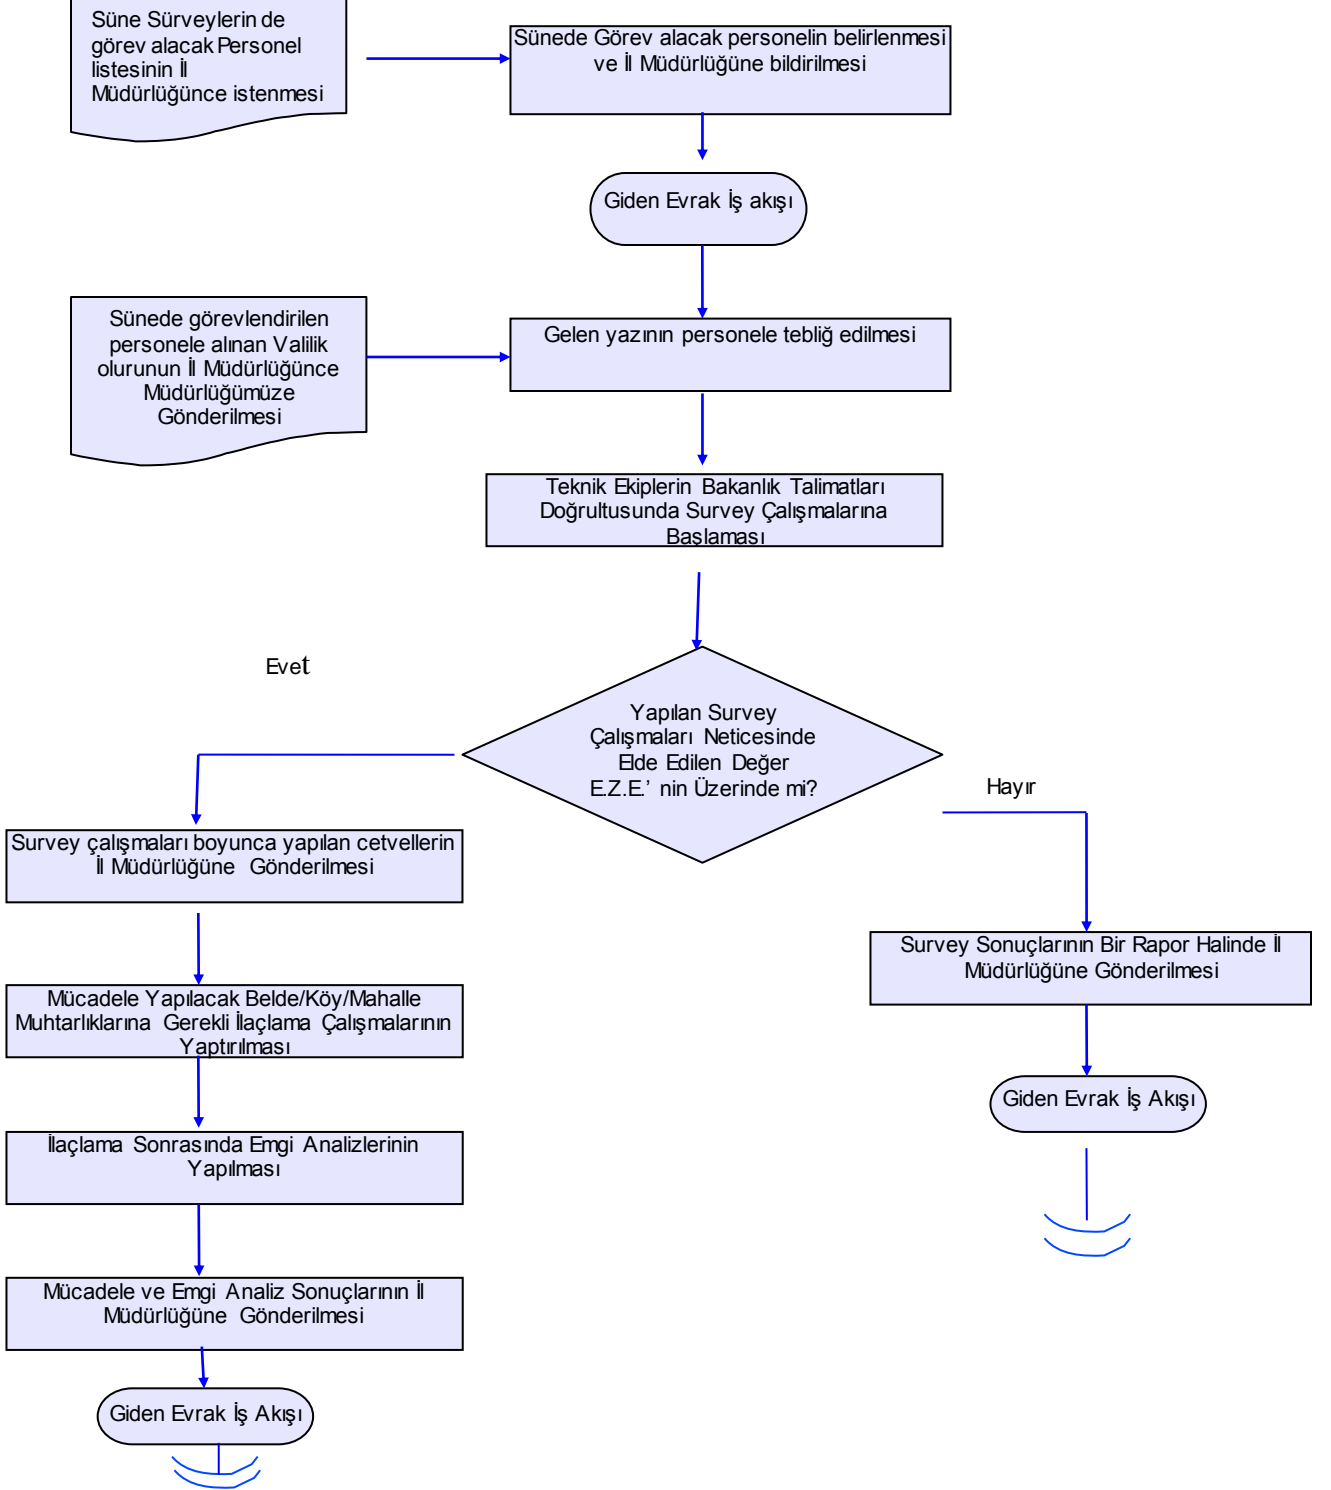 Süne Sürveylerin de
görev alacak Personel
listesinin İl
Müdürlüğünce istenmesi
Sünede Görev alacak personelin belirlenmesi
ve İl Müdürlüğüne bildirilmesi
Giden Evrak İş akışı
Sünede görevlendirilen
personele alınan Valilik
olurunun İl Müdürlüğünce
Müdürlüğümüze
Gönderilmesi
Gelen yazının personele tebliğ edilmesi
Teknik Ekiplerin Bakanlık Talimatları
Doğrultusunda Survey Çalışmalarına
Başlaması
Evet
Yapılan Survey
Çalışmaları Neticesinde
Elde Edilen Değer
E.Z.E.’ nin Üzerinde mi?
Hayır
Survey çalışmaları boyunca yapılan cetvellerin
İl Müdürlüğüne Gönderilmesi
Survey Sonuçlarının Bir Rapor Halinde İl
Müdürlüğüne Gönderilmesi
Mücadele Yapılacak Belde/Köy/Mahalle
Muhtarlıklarına Gerekli İlaçlama Çalışmalarının
Yaptırılması
Giden Evrak İş Akışı
İlaçlama Sonrasında Emgi Analizlerinin
Yapılması
Mücadele ve Emgi Analiz Sonuçlarının İl
Müdürlüğüne Gönderilmesi
Giden Evrak İş Akışı